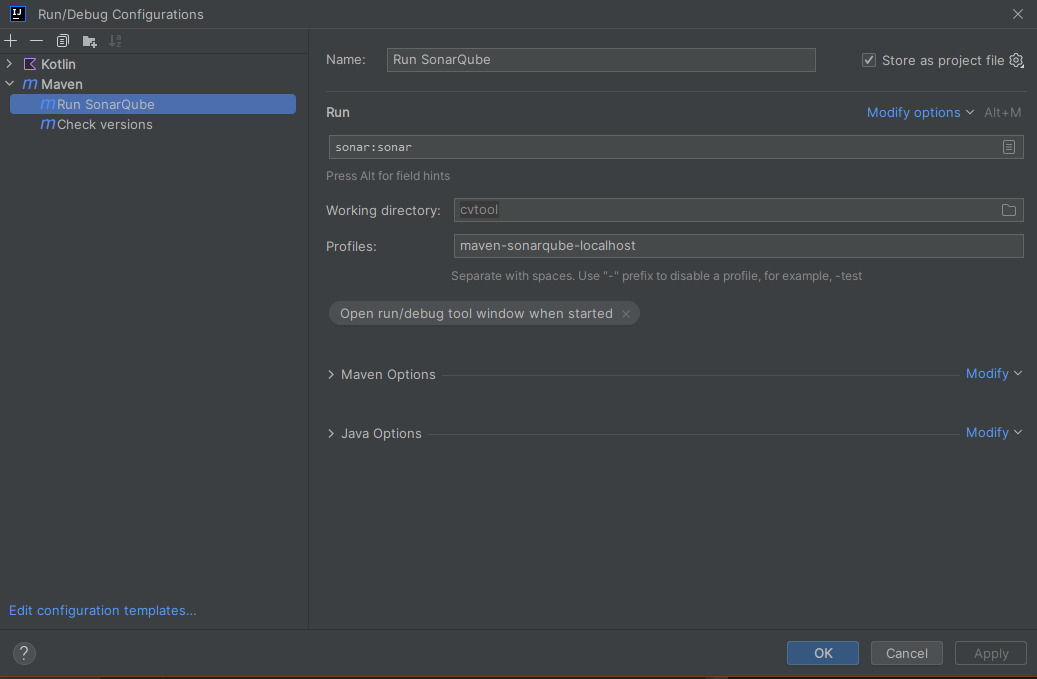 Run/Debug Configurations
Kotlin
Maven
Run SonarQube
Check versions
Edit configuration templates...
Name: Run SonarQube Store as project file
Run Modify options Alt+M
sonar:sonar
Press Alt for field hints
Working directory: cvtool
Profiles: maven-sonarqube-localhost
Separate with spaces. Use "-" prefix to disable a profile, for example, -test
Open run/debug tool window when started
Maven Options Modify
Java Options Modify
? OK Cancel Apply